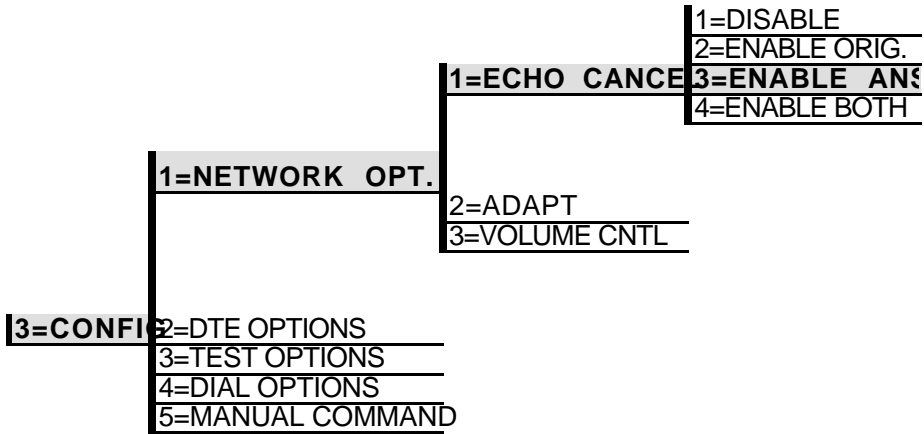 1=DISABLE
2=ENABLE ORIG.
1=ECHO CANCE
3=ENABLE ANS
4=ENABLE BOTH
1=NETWORK OPT.
2=ADAPT
3=VOLUME CNTL
3=CONFIG
2=DTE OPTIONS
3=TEST OPTIONS
4=DIAL OPTIONS
5=MANUAL COMMAND